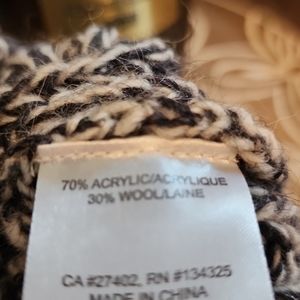 70% ACRYLIC/ACRYLIQUE
30% WOOL/LAINE
CA #27402, RN #134325
MADE IN CHINA